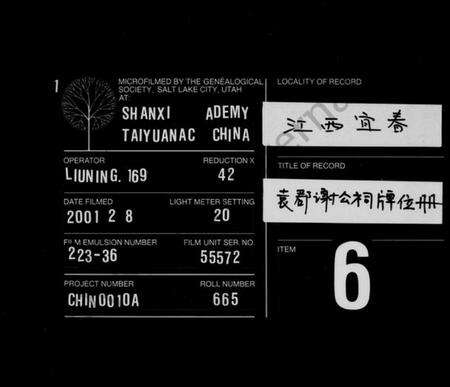 1
MICROFILMED BY THE GENEALOGICAL
SOCIETY, SALT LAKE CITY, UTAH
AT:
SHANXI ADEMY
TAIYUANAC CHINA
OPERATOR REDUCTION X
LIUNING. 169 42
DATE FILMED LIGHT METER SETTING
2001 2 8 20
FILM EMULSION NUMBER FILM UNIT SER. NO.
223-36 55572
PROJECT NUMBER ROLL NUMBER
CHIN0010A 665
LOCALITY OF RECORD
江西宜春
TITLE OF RECORD
袁郡谢公祠牌位册
ITEM
6